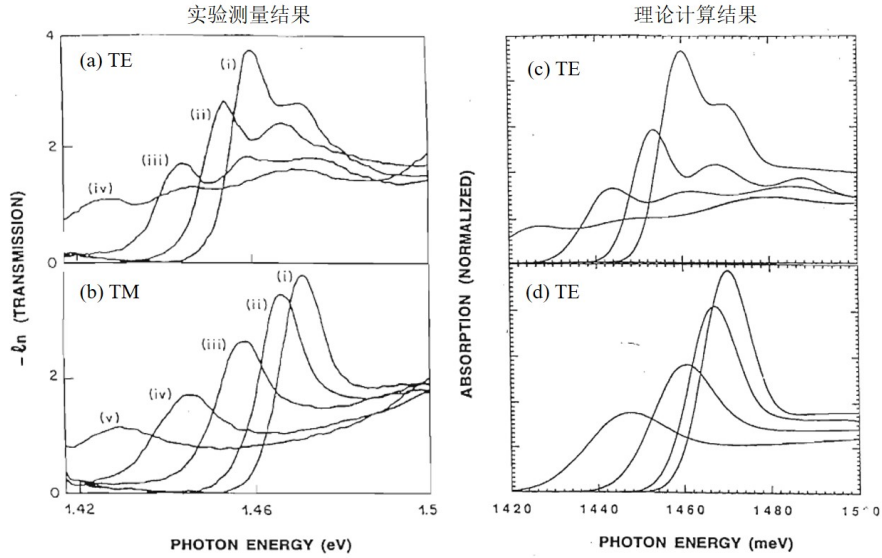 实验测量结果
理论计算结果
4
2
0
2
0
- ℓn (TRANSMISSION)
(a) TE
(i)
(ii)
(iii)
(iv)
(b) TM
(i)
(ii)
(iii)
(iv)
(v)
1.42
1.46
1.5
PHOTON ENERGY (eV)
ABSORPTION (NORMALIZED)
(c) TE
(d) TE
1420
1440
1460
1480
PHOTON ENERGY (meV)